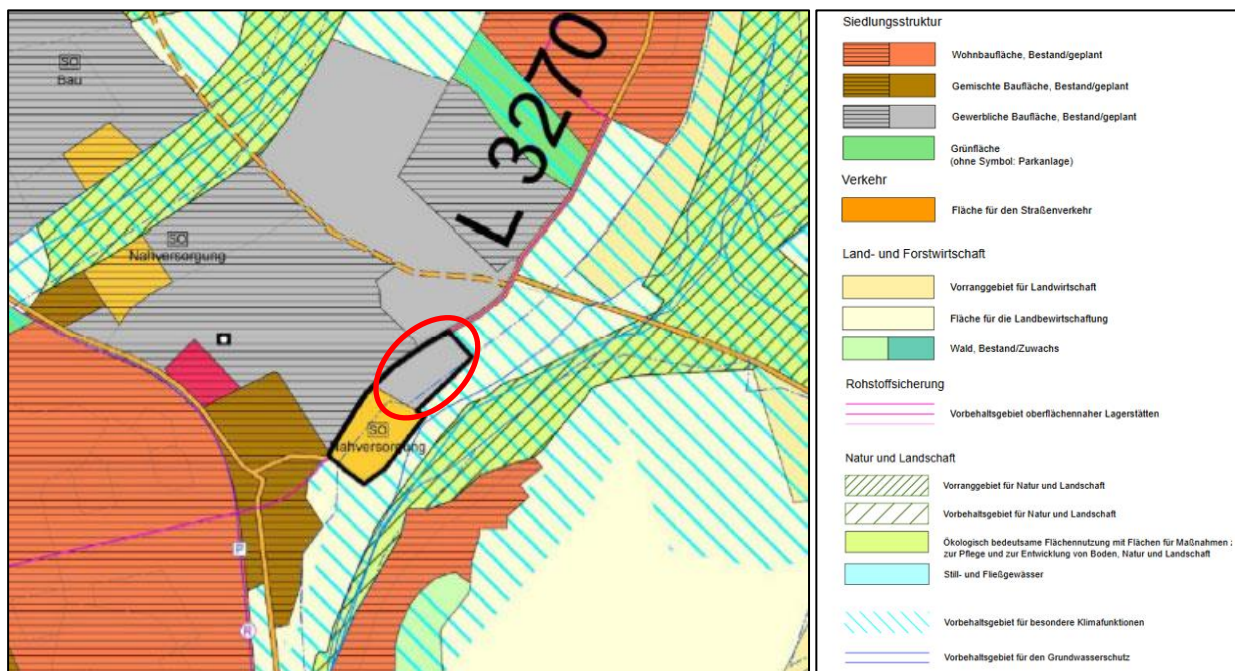 SO
Bau
L 3270
SO
Nahversorgung
SO
Nahversorgung
P
R
Siedlungsstruktur
Wohnbaufläche, Bestand/geplant
Gemischte Baufläche, Bestand/geplant
Gewerbliche Baufläche, Bestand/geplant
Grünfläche
(ohne Symbol: Parkanlage)
Verkehr
Fläche für den Straßenverkehr
Land- und Forstwirtschaft
Vorranggebiet für Landwirtschaft
Fläche für die Landbewirtschaftung
Wald, Bestand/Zuwachs
Rohstoffsicherung
Vorbehaltsgebiet oberflächennaher Lagerstätten
Natur und Landschaft
Vorranggebiet für Natur und Landschaft
Vorbehaltsgebiet für Natur und Landschaft
Ökologisch bedeutsame Flächennutzung mit Flächen für Maßnahmen z
zur Pflege und zur Entwicklung von Boden, Natur und Landschaft
Still- und Fließgewässer
Vorbehaltsgebiet für besondere Klimafunktionen
Vorbehaltsgebiet für den Grundwasserschutz